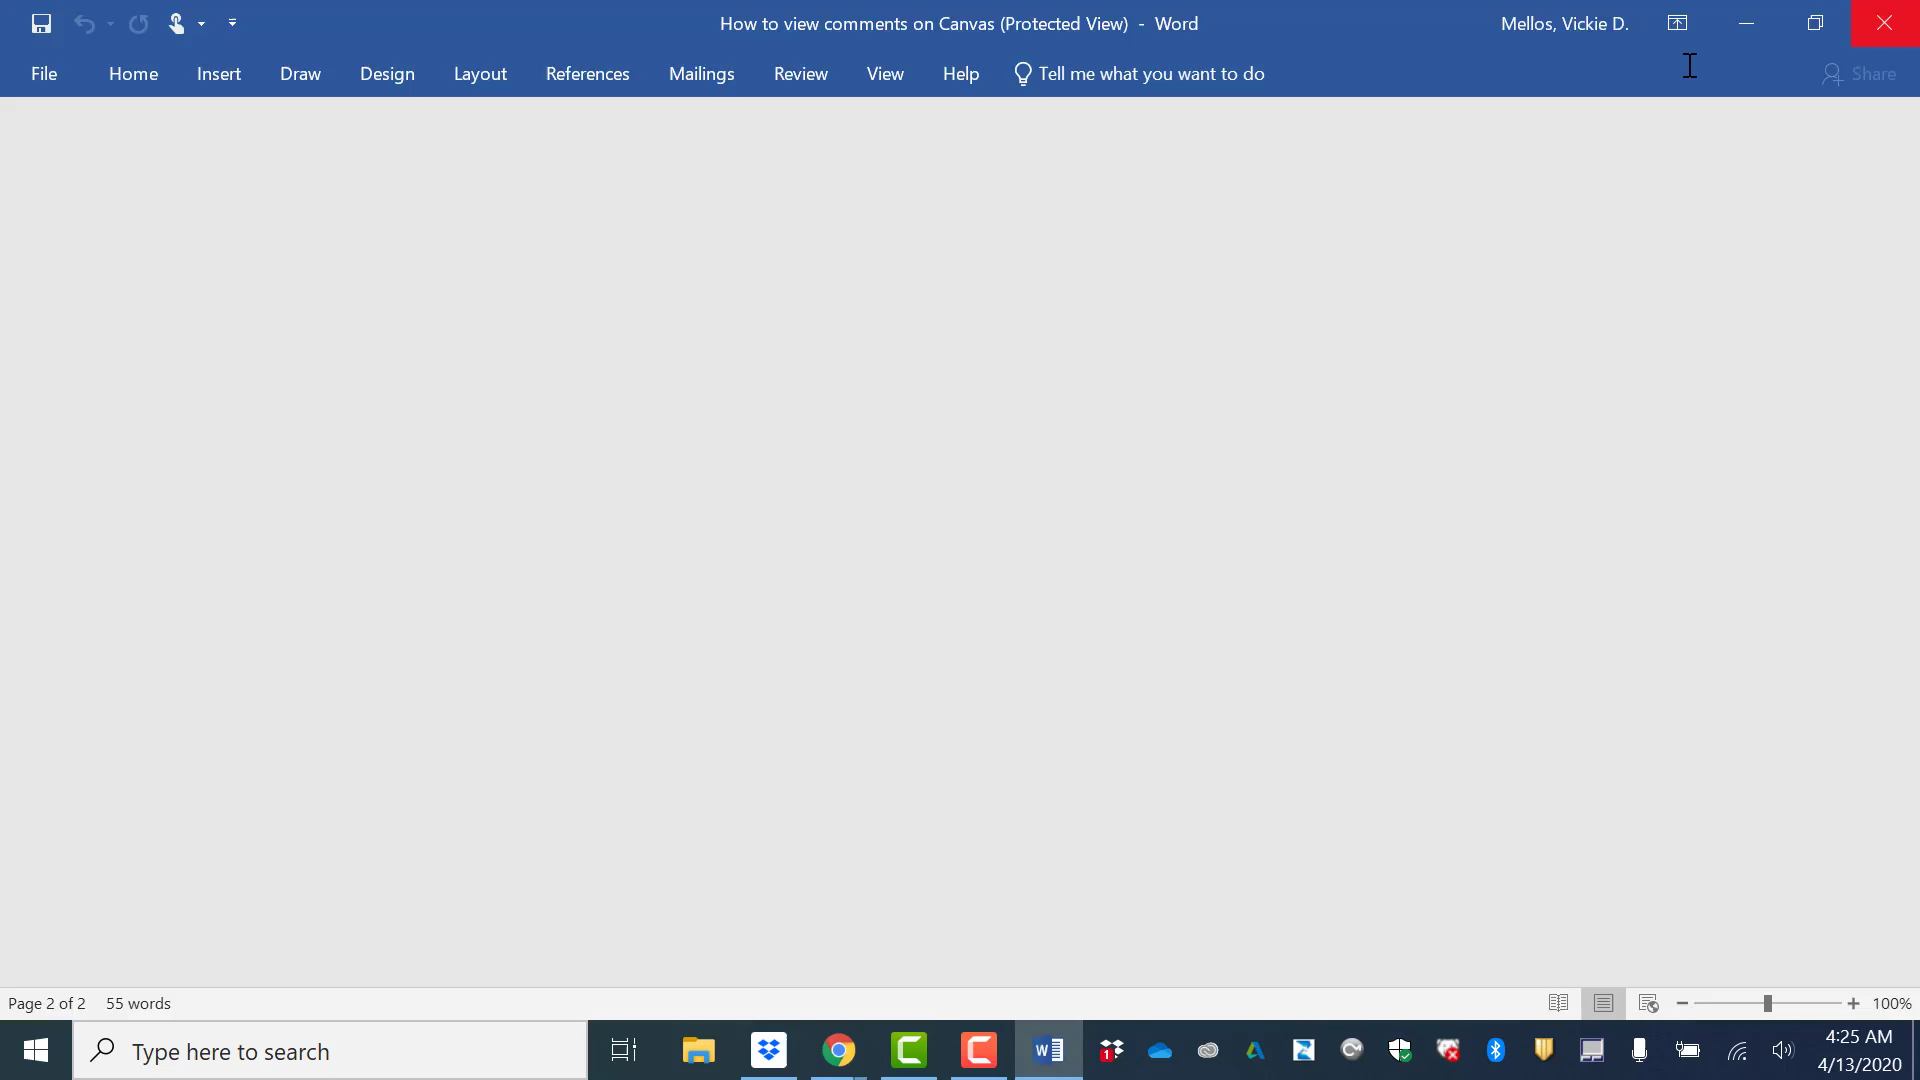 How to view comments on Canvas (Protected View) - Word
Mellos, Vickie D.
File Home Insert Draw Design Layout References Mailings Review View Help Tell me what you want to do Share
Page 2 of 2 55 words 100%
Type here to search
W
1
4:25 AM
4/13/2020